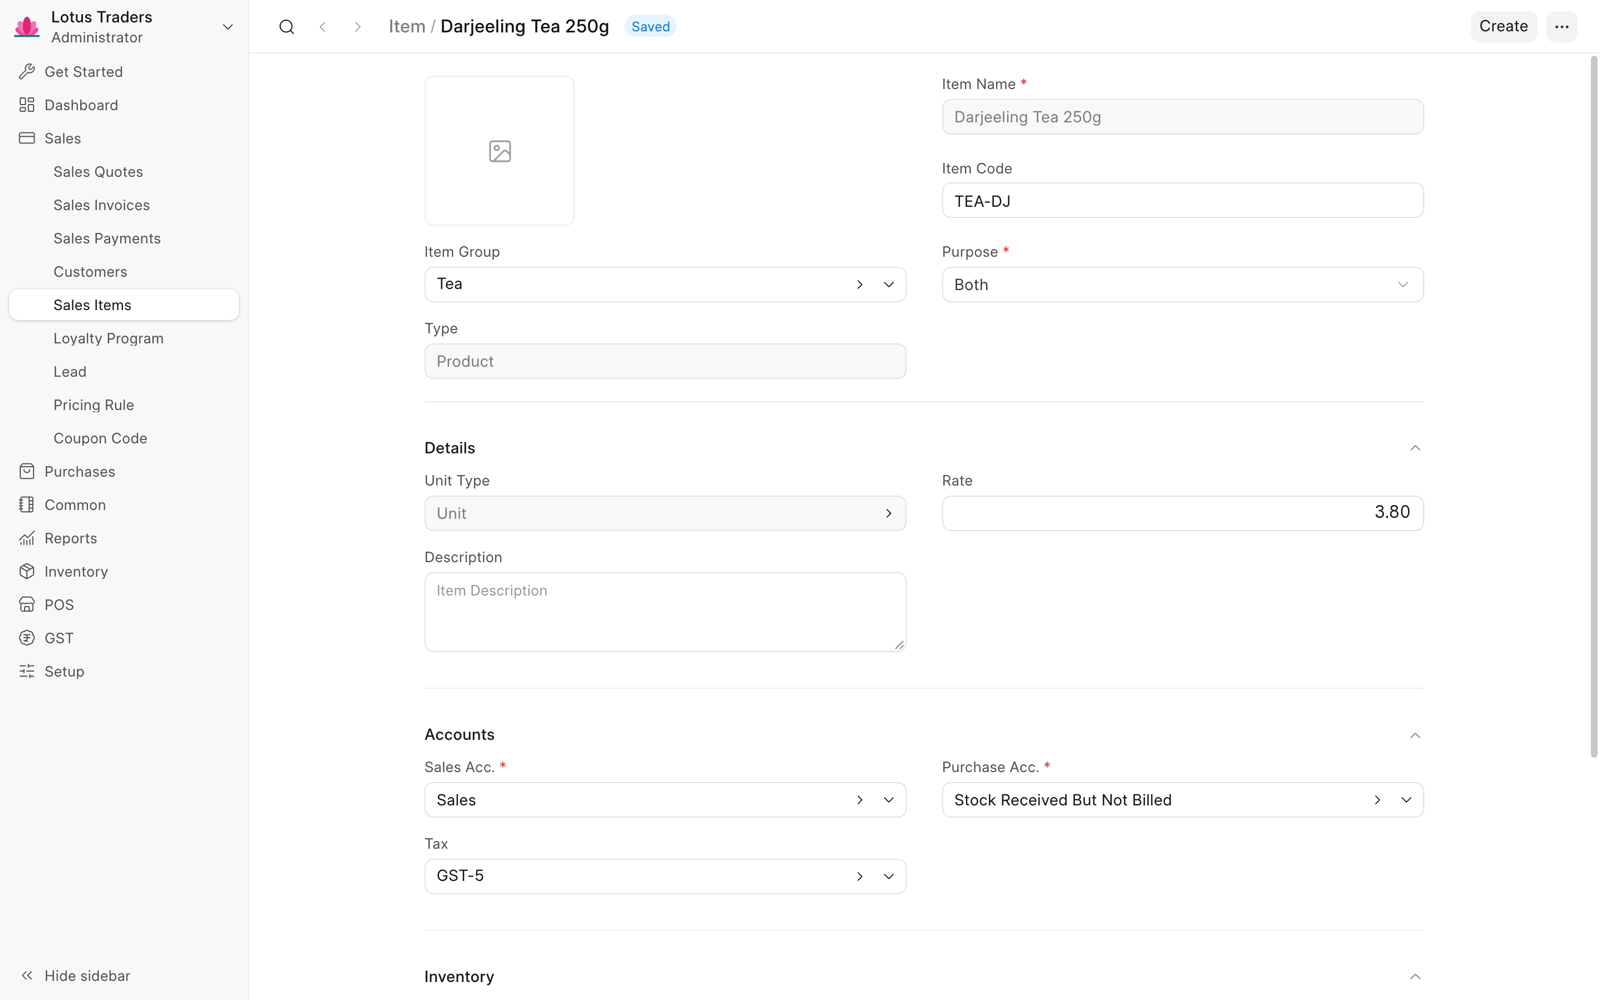 Lotus Traders
Administrator
Get Started
Dashboard
Sales
Sales Quotes
Sales Invoices
Sales Payments
Customers
Sales Items
Loyalty Program
Lead
Pricing Rule
Coupon Code
Purchases
Common
Reports
Inventory
POS
GST
Setup
Hide sidebar
Item / Darjeeling Tea 250g Saved
Create
Item Name *
Darjeeling Tea 250g
Item Code
TEA-DJ
Item Group
Tea
Purpose *
Both
Type
Product
Details
Unit Type
Unit
Rate
3.80
Description
Item Description
Accounts
Sales Acc. *
Sales
Purchase Acc. *
Stock Received But Not Billed
Tax
GST-5
Inventory